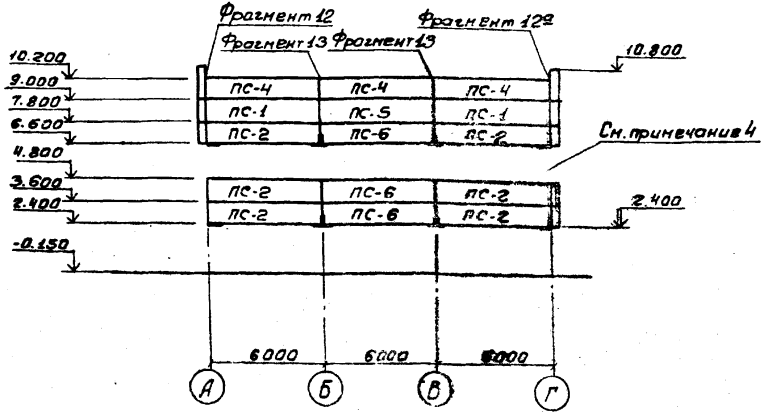 Фрагмент 12
Фрагмент 13 Фрагмент 13
Фрагмент 12а
10.200
9.000
7.800
6.600
4.800
3.600
2.400
-0.150
10.800
ПС-4 ПС-4 ПС-4
ПС-1 ПС-5 ПС-1
ПС-2 ПС-6 ПС-2
См. примечание 4
ПС-2 ПС-6 ПС-2
ПС-2 ПС-6 ПС-2
2.400
6000 6000 6000
А Б В Г